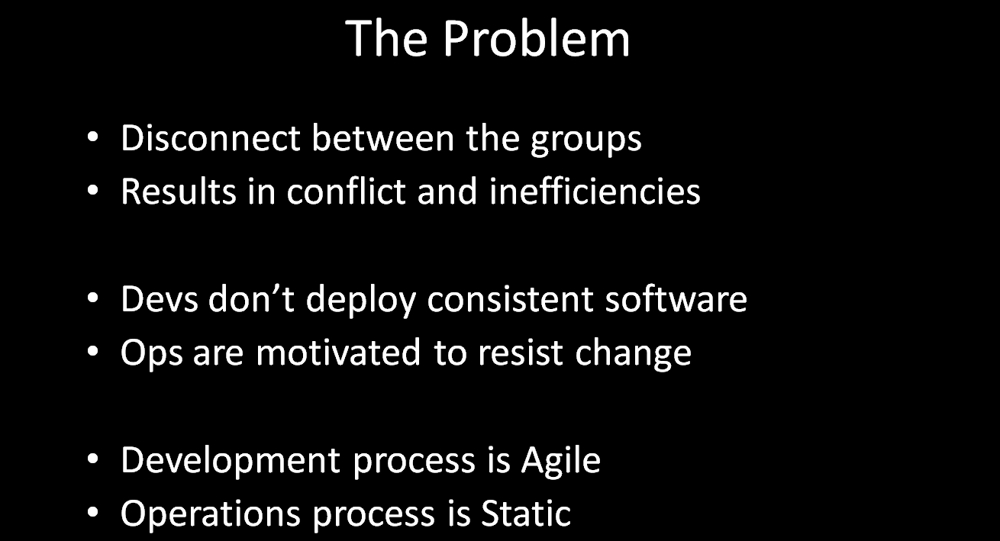 The Problem
• Disconnect between the groups
• Results in conflict and inefficiencies
• Devs don’t deploy consistent software
• Ops are motivated to resist change
• Development process is Agile
• Operations process is Static